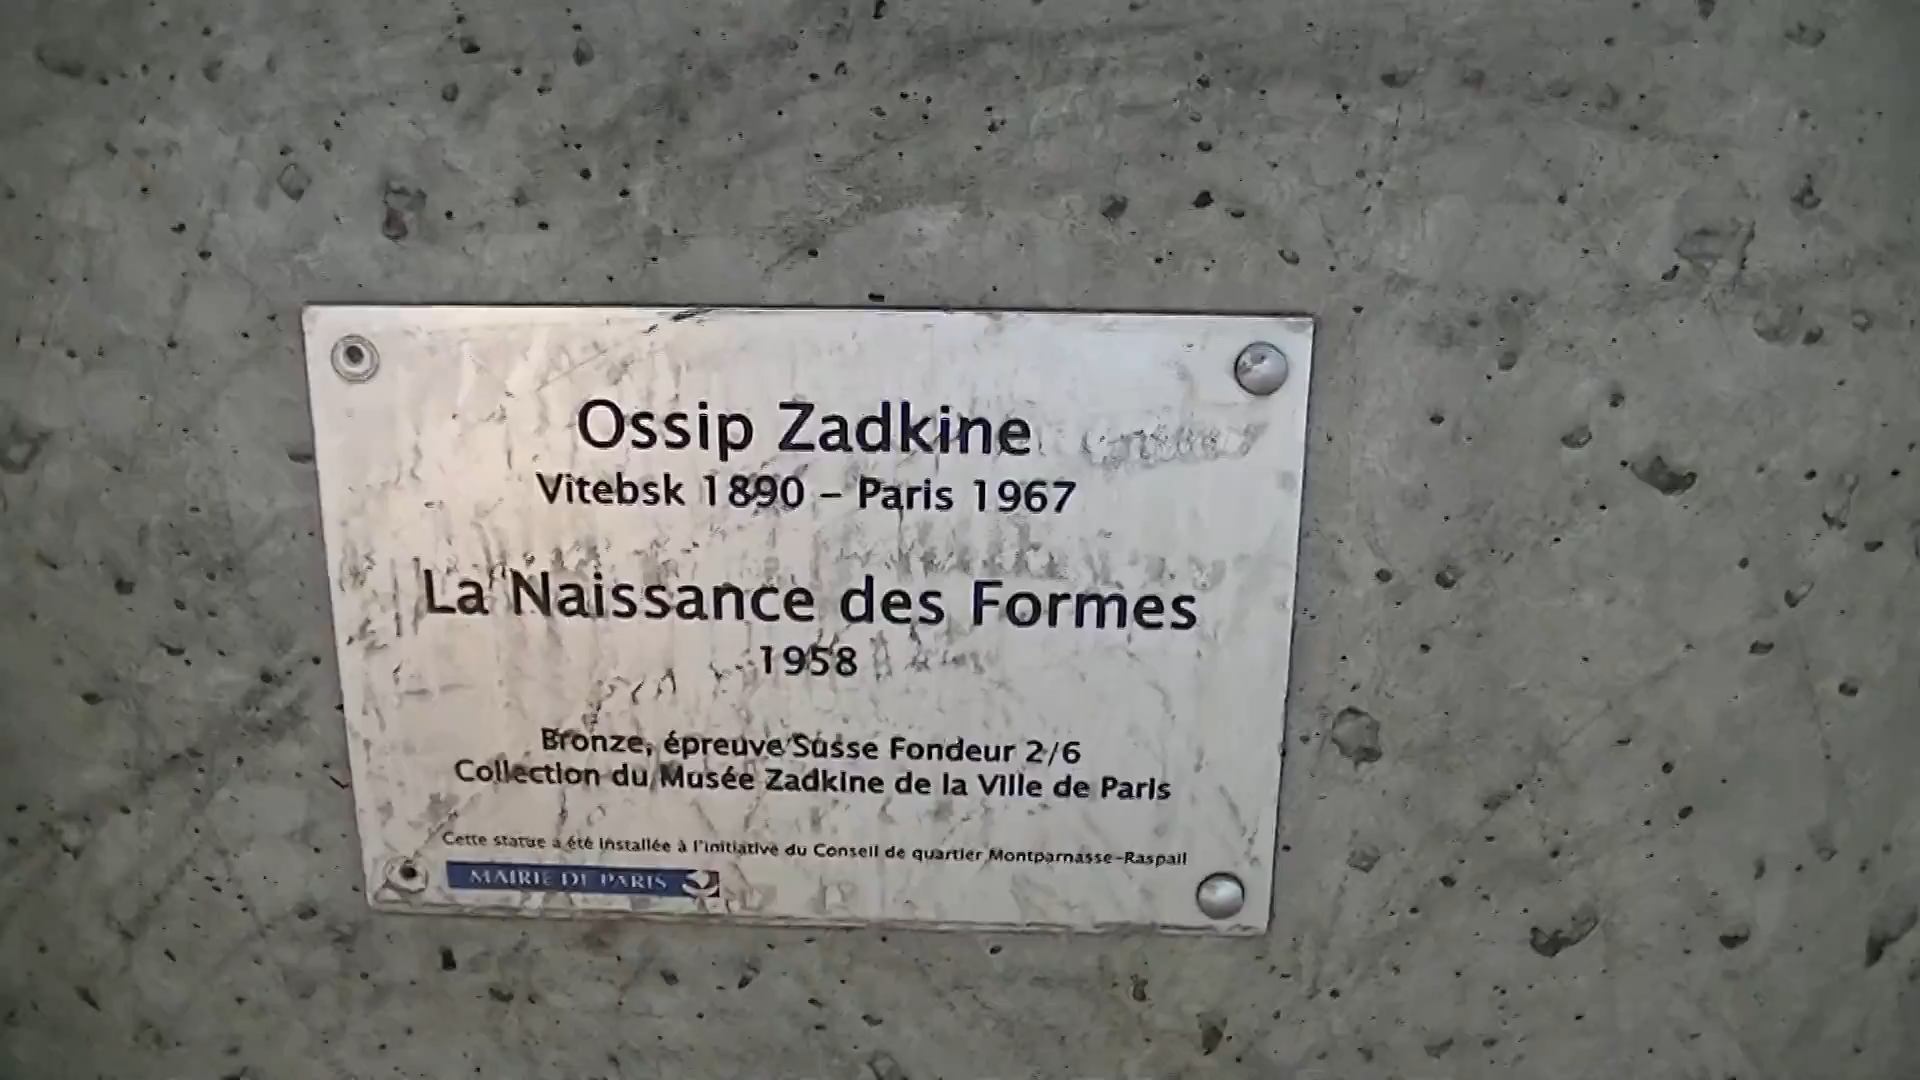 Ossip Zadkine
Vitebsk 1890 – Paris 1967
La Naissance des Formes
1958
Bronze, épreuve Susse Fondeur 2/6
Collection du Musée Zadkine de la Ville de Paris
Cette statue a été installée à l'initiative du Conseil de quartier Montparnasse-Raspail
MAIRIE DE PARIS